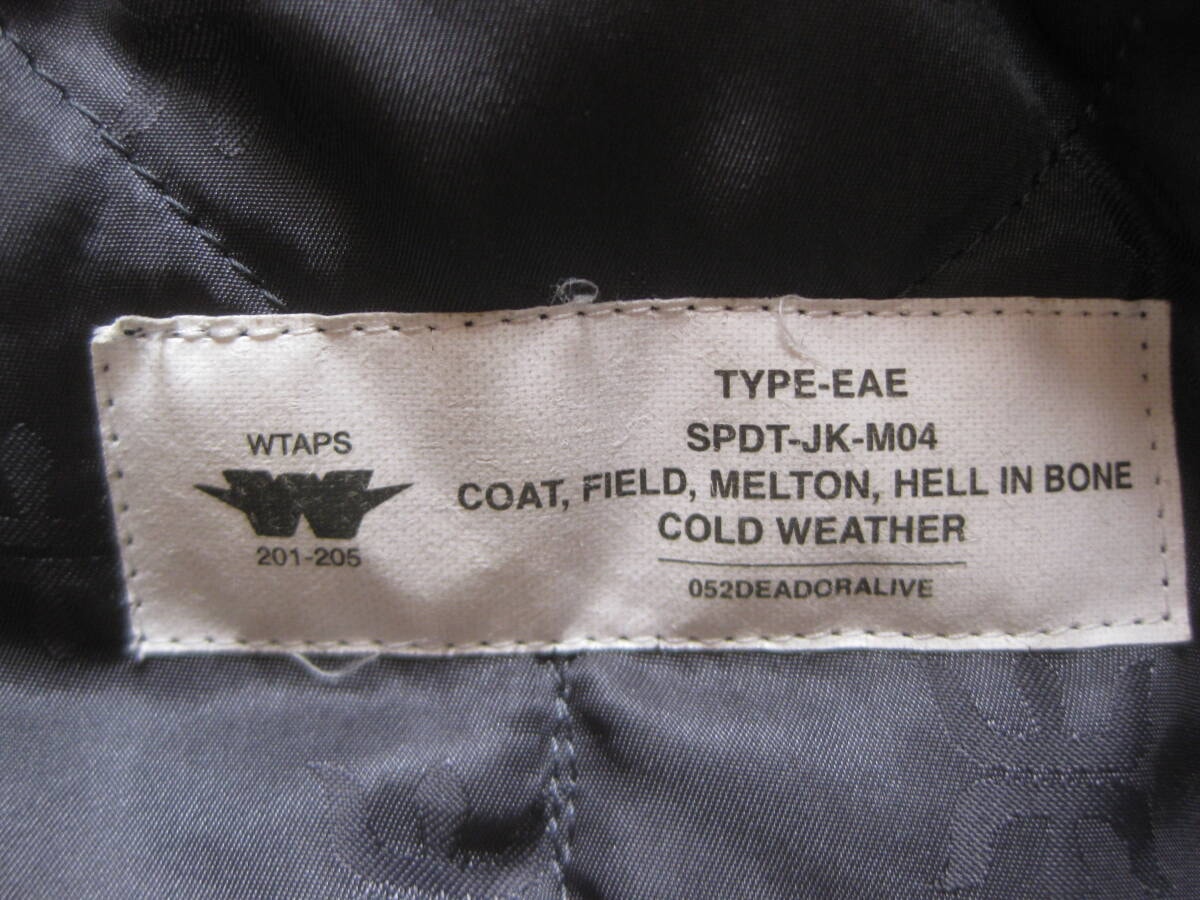 WTAPS
201-205
TYPE-EAE
SPDT-JK-M04
COAT, FIELD, MELTON, HELL IN BONE
COLD WEATHER
052DEADORALIVE